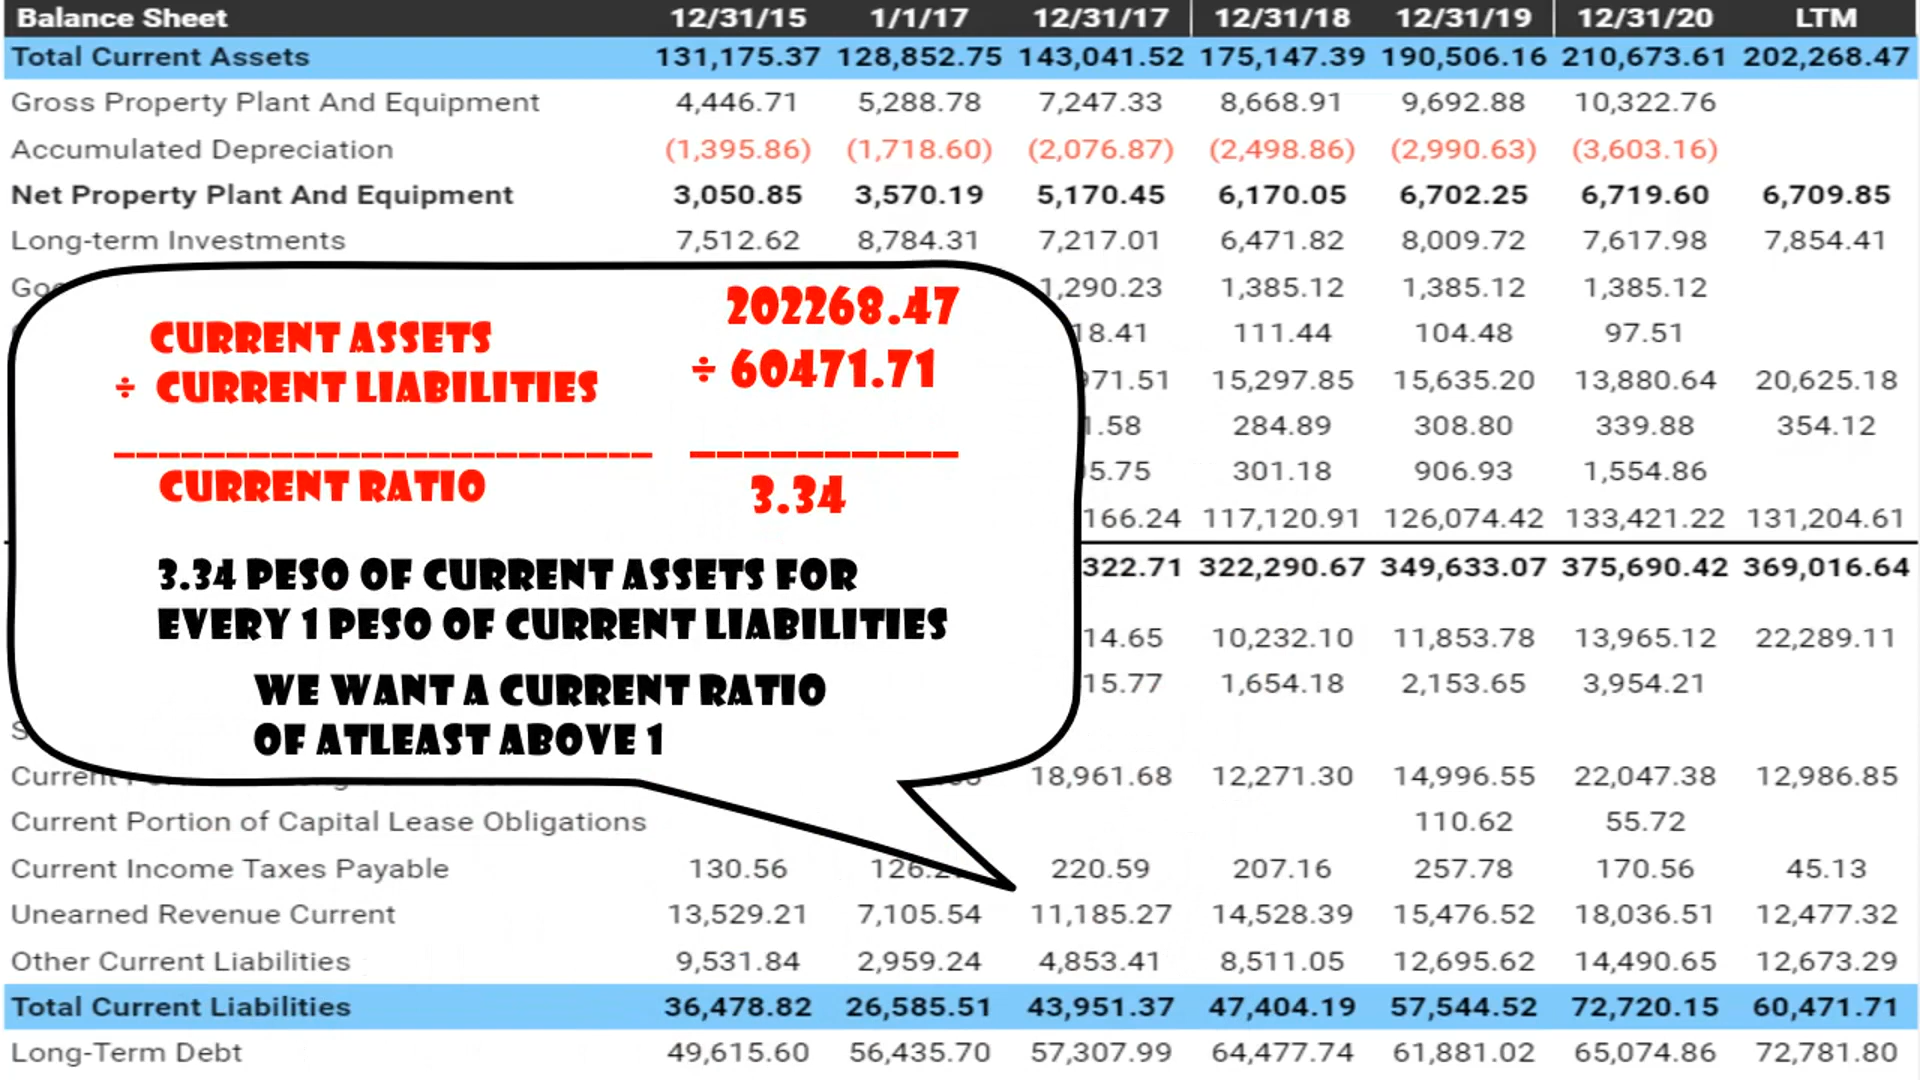 Balance Sheet 12/31/15 1/1/17 12/31/17 12/31/18 12/31/19 12/31/20 LTM
Total Current Assets 131,175.37 128,852.75 143,041.52 175,147.39 190,506.16 210,673.61 202,268.47
Gross Property Plant And Equipment 4,446.71 5,288.78 7,247.33 8,668.91 9,692.88 10,322.76
Accumulated Depreciation (1,395.86) (1,718.60) (2,076.87) (2,498.86) (2,990.63) (3,603.16)
Net Property Plant And Equipment 3,050.85 3,570.19 5,170.45 6,170.05 6,702.25 6,719.60 6,709.85
Long-term Investments 7,512.62 8,784.31 7,217.01 6,471.82 8,009.72 7,617.98 7,854.41
1,290.23 1,385.12 1,385.12 1,385.12
18.41 111.44 104.48 97.51
971.51 15,297.85 15,635.20 13,880.64 20,625.18
1.58 284.89 308.80 339.88 354.12
5.75 301.18 906.93 1,554.86
166.24 117,120.91 126,074.42 133,421.22 131,204.61
322.71 322,290.67 349,633.07 375,690.42 369,016.64
14.65 10,232.10 11,853.78 13,965.12 22,289.11
15.77 1,654.18 2,153.65 3,954.21
CURRENT ASSETS
÷ CURRENT LIABILITIES
CURRENT RATIO
202268.47
÷ 60471.71
3.34
3.34 PESO OF CURRENT ASSETS FOR
EVERY 1 PESO OF CURRENT LIABILITIES
WE WANT A CURRENT RATIO
OF ATLEAST ABOVE 1
Current 18,961.68 12,271.30 14,996.55 22,047.38 12,986.85
Current Portion of Capital Lease Obligations 110.62 55.72
Current Income Taxes Payable 130.56 126.2 220.59 207.16 257.78 170.56 45.13
Unearned Revenue Current 13,529.21 7,105.54 11,185.27 14,528.39 15,476.52 18,036.51 12,477.32
Other Current Liabilities 9,531.84 2,959.24 4,853.41 8,511.05 12,695.62 14,490.65 12,673.29
Total Current Liabilities 36,478.82 26,585.51 43,951.37 47,404.19 57,544.52 72,720.15 60,471.71
Long-Term Debt 49,615.60 56,435.70 57,307.99 64,477.74 61,881.02 65,074.86 72,781.80